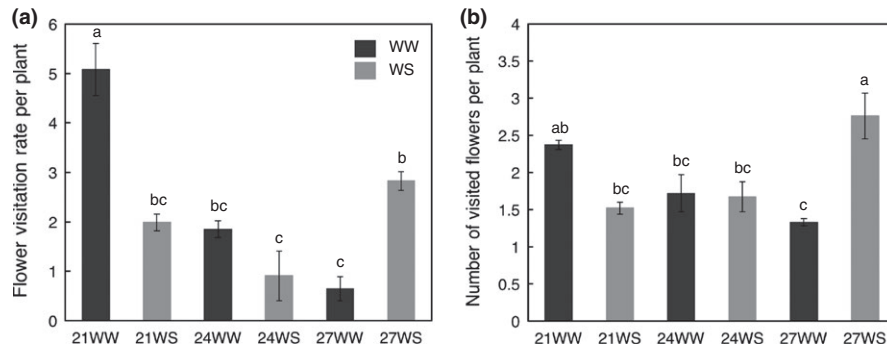 (a)
Flower visitation rate per plant
6
5
4
3
2
1
0
a
bc
bc
c
c
b
WW
WS
21WW 21WS 24WW 24WS 27WW 27WS
(b)
Number of visited flowers per plant
4
3.5
3
2.5
2
1.5
1
0.5
0
ab
bc
bc
bc
c
a
21WW 21WS 24WW 24WS 27WW 27WS